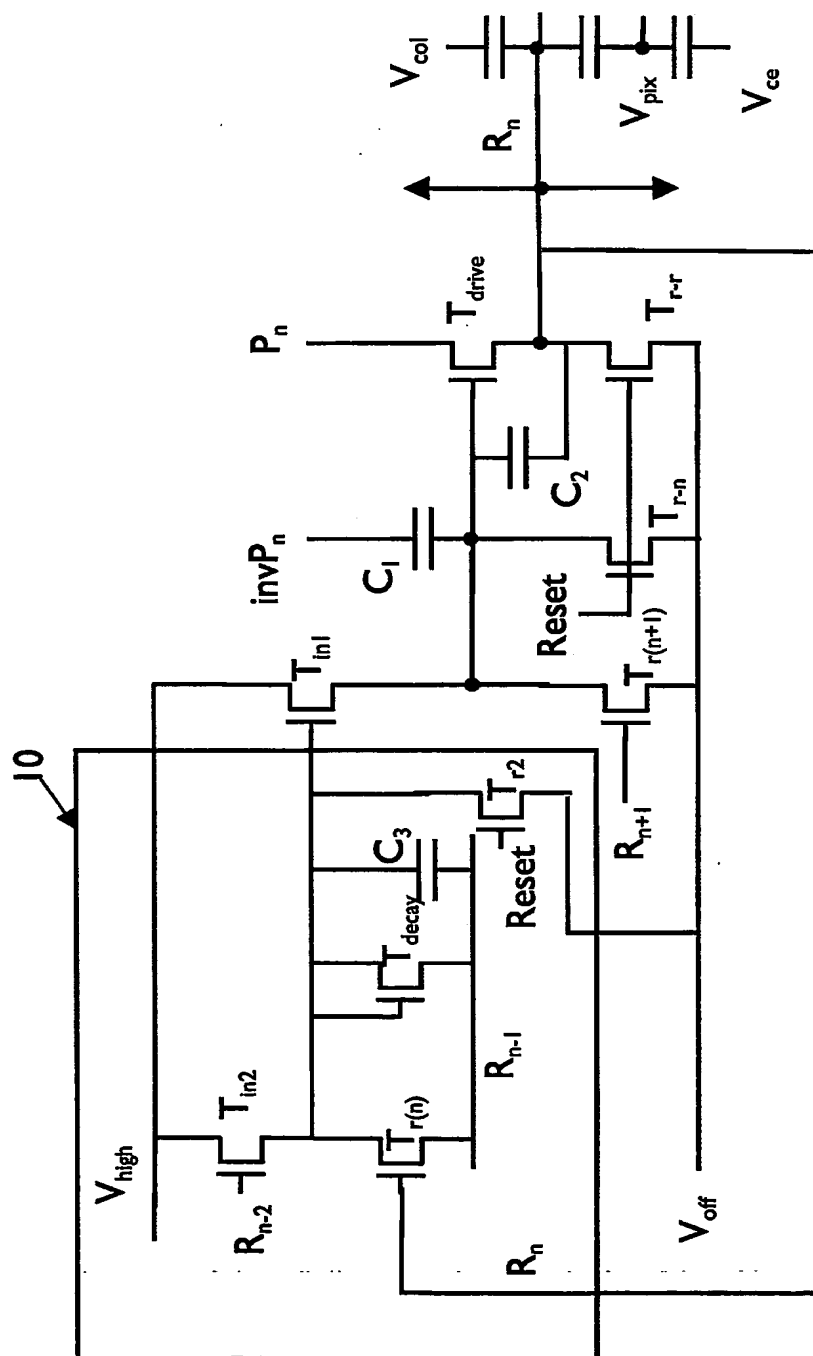 10
V_high
R_n-2
T_in2
T_r(n)
T_decay
C_3
T_r2
Reset
R_n-1
R_n
V_off
T_in1
R_n+1
T_r(n+1)
invP_n
C_1
Reset
T_r-n
C_2
P_n
T_drive
T_r-r
R_n
V_col
V_pix
V_ce